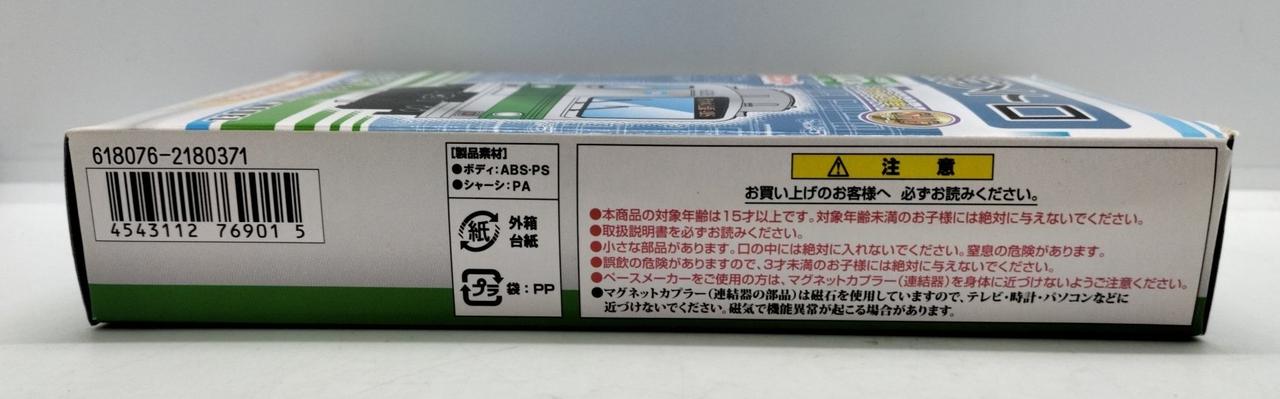 618076-2180371
4543112 769015
【製品素材】
●ボディ:ABS·PS
●シャーシ:PA
紙
外箱
台紙
プラ
袋:PP
注 意
お買い上げのお客様へ 必ずお読みください。
●本商品の対象年齢は15才以上です。対象年齢未満のお子様には絶対に与えないでください。
●取扱説明書を必ずお読みください。
●小さな部品があります。口の中には絶対に入れないでください。窒息の危険があります。
●誤飲の危険がありますので、3才未満のお子様には絶対に与えないでください。
●ペースメーカーをご使用の方は、マグネットカプラー(連結器)を身体に近づけないようご注意ください。
●マグネットカプラー(連結器の部品)は磁石を使用していますので、テレビ・時計・パソコンなどに
近づけないでください。磁気で機能異常が起こる場合があります。